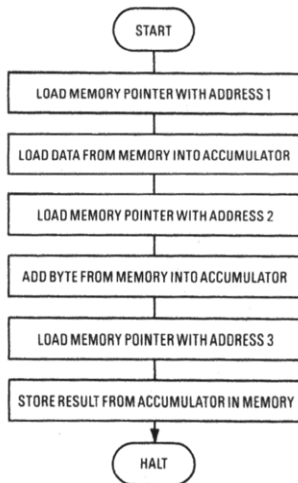 START
LOAD MEMORY POINTER WITH ADDRESS 1
LOAD DATA FROM MEMORY INTO ACCUMULATOR
LOAD MEMORY POINTER WITH ADDRESS 2
ADD BYTE FROM MEMORY INTO ACCUMULATOR
LOAD MEMORY POINTER WITH ADDRESS 3
STORE RESULT FROM ACCUMULATOR IN MEMORY
HALT